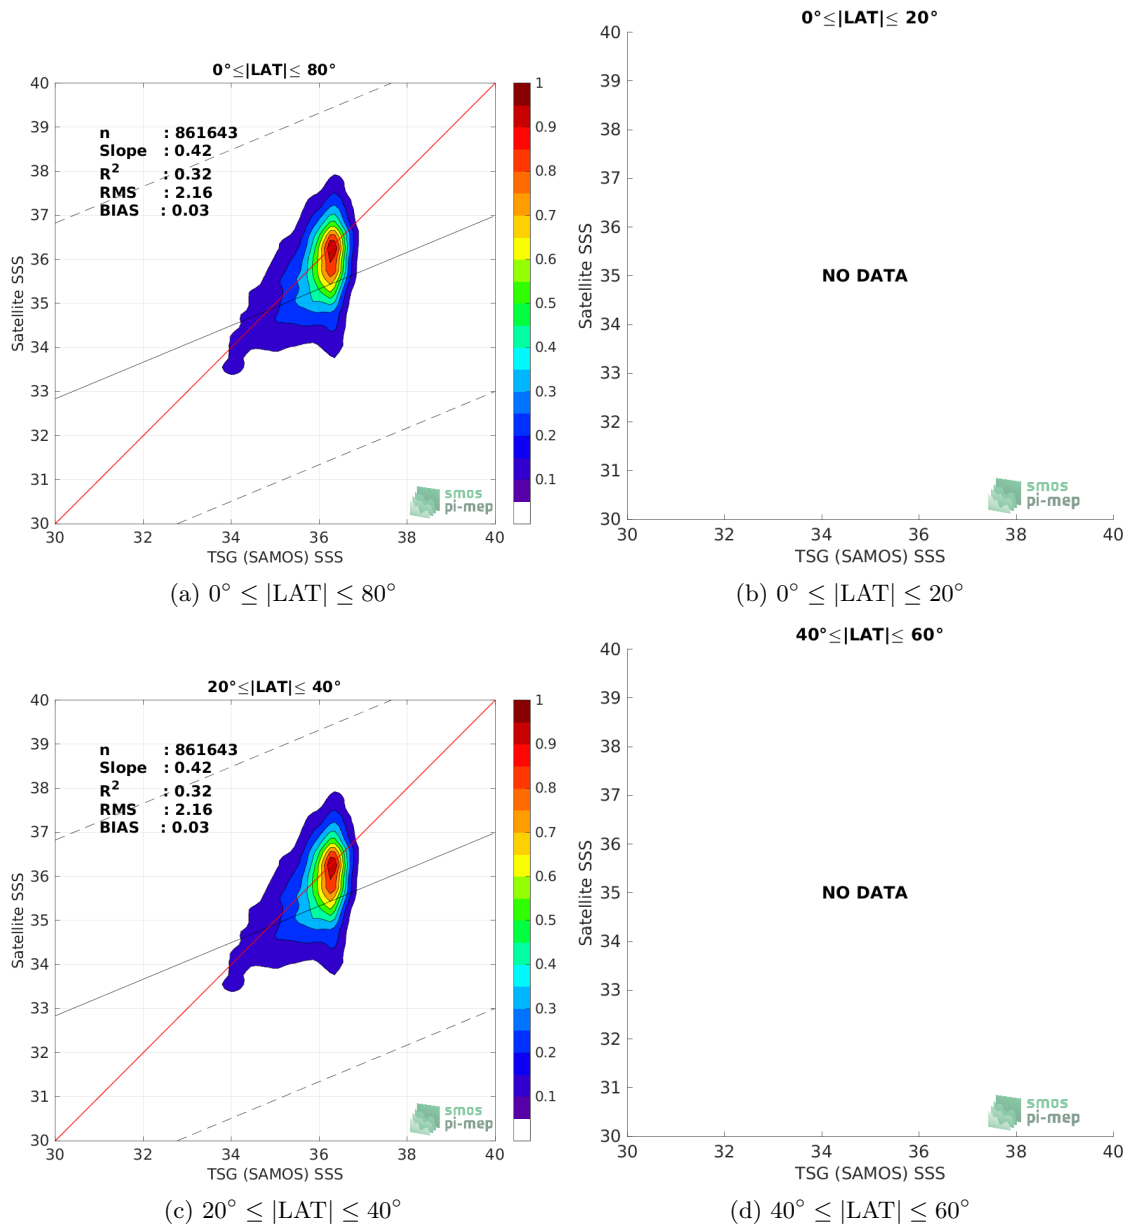 0°≤|LAT|≤ 80°
40
39
38
37
36
35
34
33
32
31
30
Satellite SSS
n : 861643
Slope : 0.42
R² : 0.32
RMS : 2.16
BIAS : 0.03
smos
pi-mep
30 32 34 36 38 40
TSG (SAMOS) SSS
1
0.9
0.8
0.7
0.6
0.5
0.4
0.3
0.2
0.1
(a) 0° ≤ |LAT| ≤ 80°
0°≤|LAT|≤ 20°
40
39
38
37
36
35
34
33
32
31
30
Satellite SSS
NO DATA
smos
pi-mep
30 32 34 36 38 40
TSG (SAMOS) SSS
(b) 0° ≤ |LAT| ≤ 20°
20°≤|LAT|≤ 40°
40
39
38
37
36
35
34
33
32
31
30
Satellite SSS
n : 861643
Slope : 0.42
R² : 0.32
RMS : 2.16
BIAS : 0.03
smos
pi-mep
30 32 34 36 38 40
TSG (SAMOS) SSS
1
0.9
0.8
0.7
0.6
0.5
0.4
0.3
0.2
0.1
(c) 20° ≤ |LAT| ≤ 40°
40°≤|LAT|≤ 60°
40
39
38
37
36
35
34
33
32
31
30
Satellite SSS
NO DATA
smos
pi-mep
30 32 34 36 38 40
TSG (SAMOS) SSS
(d) 40° ≤ |LAT| ≤ 60°